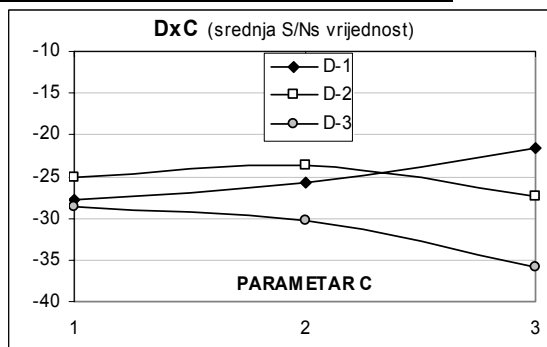 DxC (srednja S/Ns vrijednost)
-10
-15
-20
-25
-30
-35
-40
D-1
D-2
D-3
PARAMETAR C
1 2 3